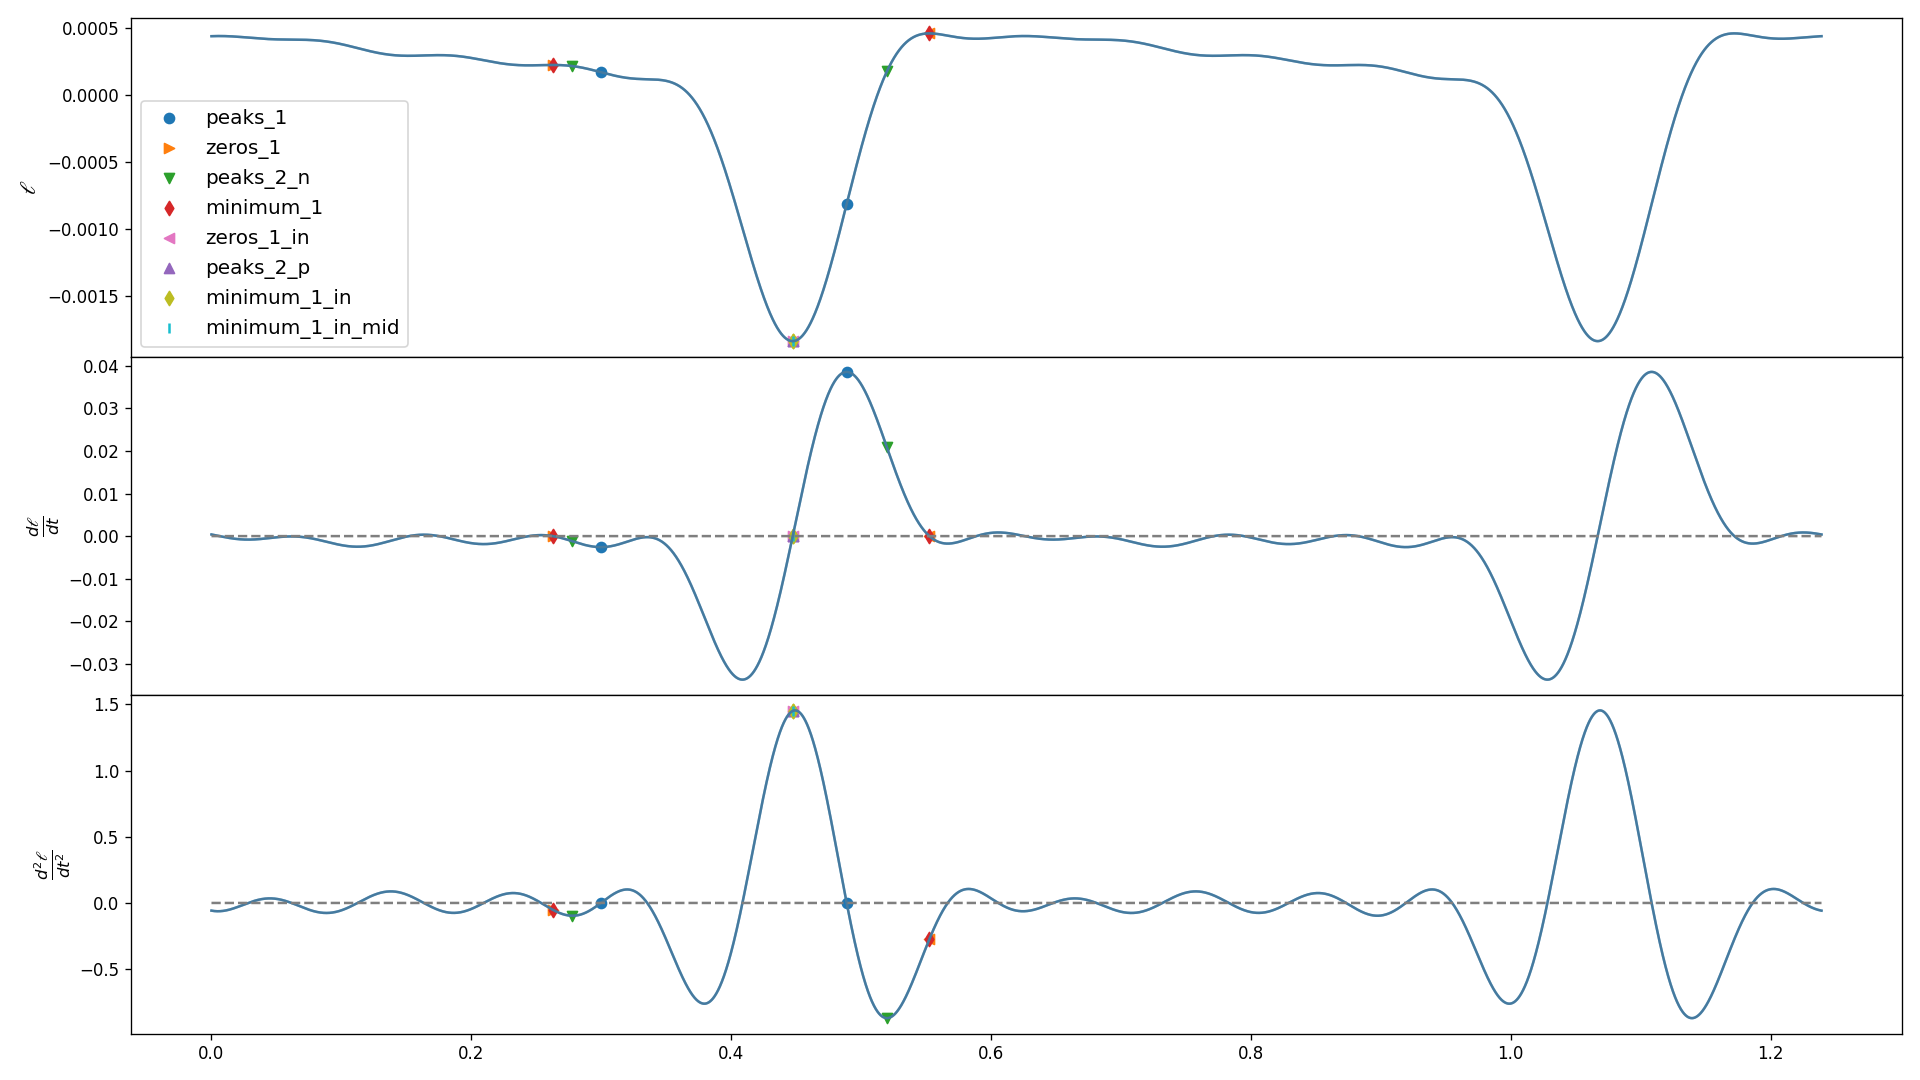 0.0005
0.0000
−0.0005
−0.0010
−0.0015
ℓ
peaks_1
zeros_1
peaks_2_n
minimum_1
zeros_1_in
peaks_2_p
minimum_1_in
minimum_1_in_mid
0.04
0.03
0.02
0.01
0.00
−0.01
−0.02
−0.03
dℓ
dt
1.5
1.0
0.5
0.0
−0.5
d²ℓ
dt²
0.0 0.2 0.4 0.6 0.8 1.0 1.2